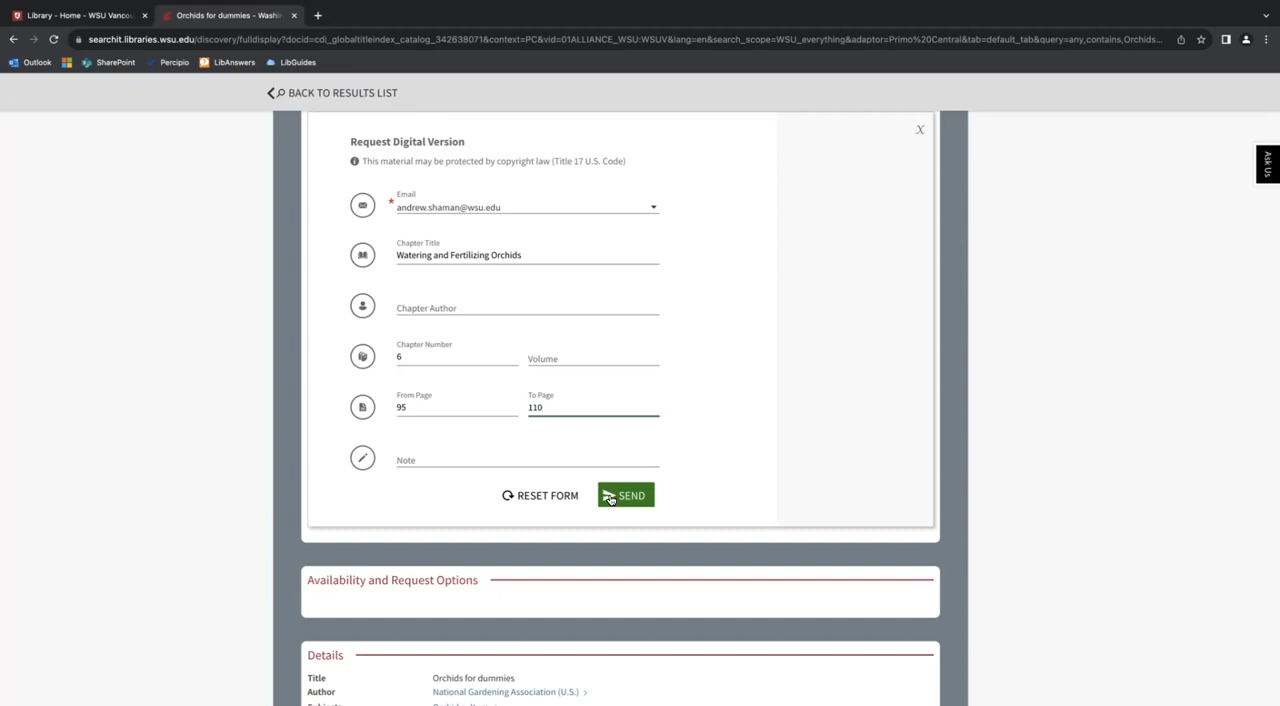 Library - Home - WSU Vancou
Orchids for dummies - Washin
searchit.libraries.wsu.edu/discovery/fulldisplay?docid=cdi_globaltitleindex_catalog_342638071&context=PC&vid=01ALLIANCE_WSU:WSUV&lang=en&search_scope=WSU_everything&adaptor=Primo%20Central&tab=default_tab&query=any,contains,Orchids...
Outlook SharePoint Percipio LibAnswers LibGuides
BACK TO RESULTS LIST
X
Request Digital Version
This material may be protected by copyright law (Title 17 U.S. Code)
Ask Us
Email
* andrew.shaman@wsu.edu
Chapter Title
Watering and Fertilizing Orchids
Chapter Author
Chapter Number
6
Volume
From Page To Page
95 110
Note
RESET FORM SEND
Availability and Request Options
Details
Title Orchids for dummies
Author National Gardening Association (U.S.)